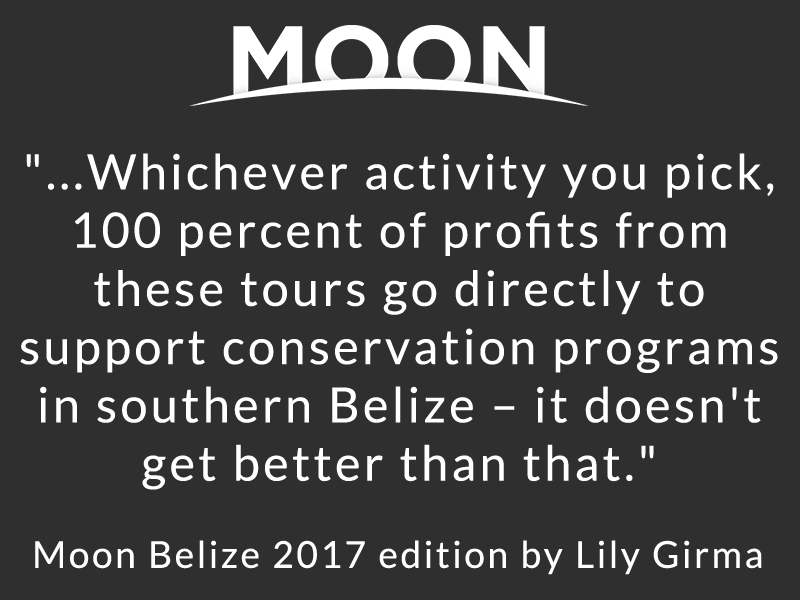 MOON
"...Whichever activity you pick,
100 percent of profits from
these tours go directly to
support conservation programs
in southern Belize – it doesn't
get better than that."
Moon Belize 2017 edition by Lily Girma